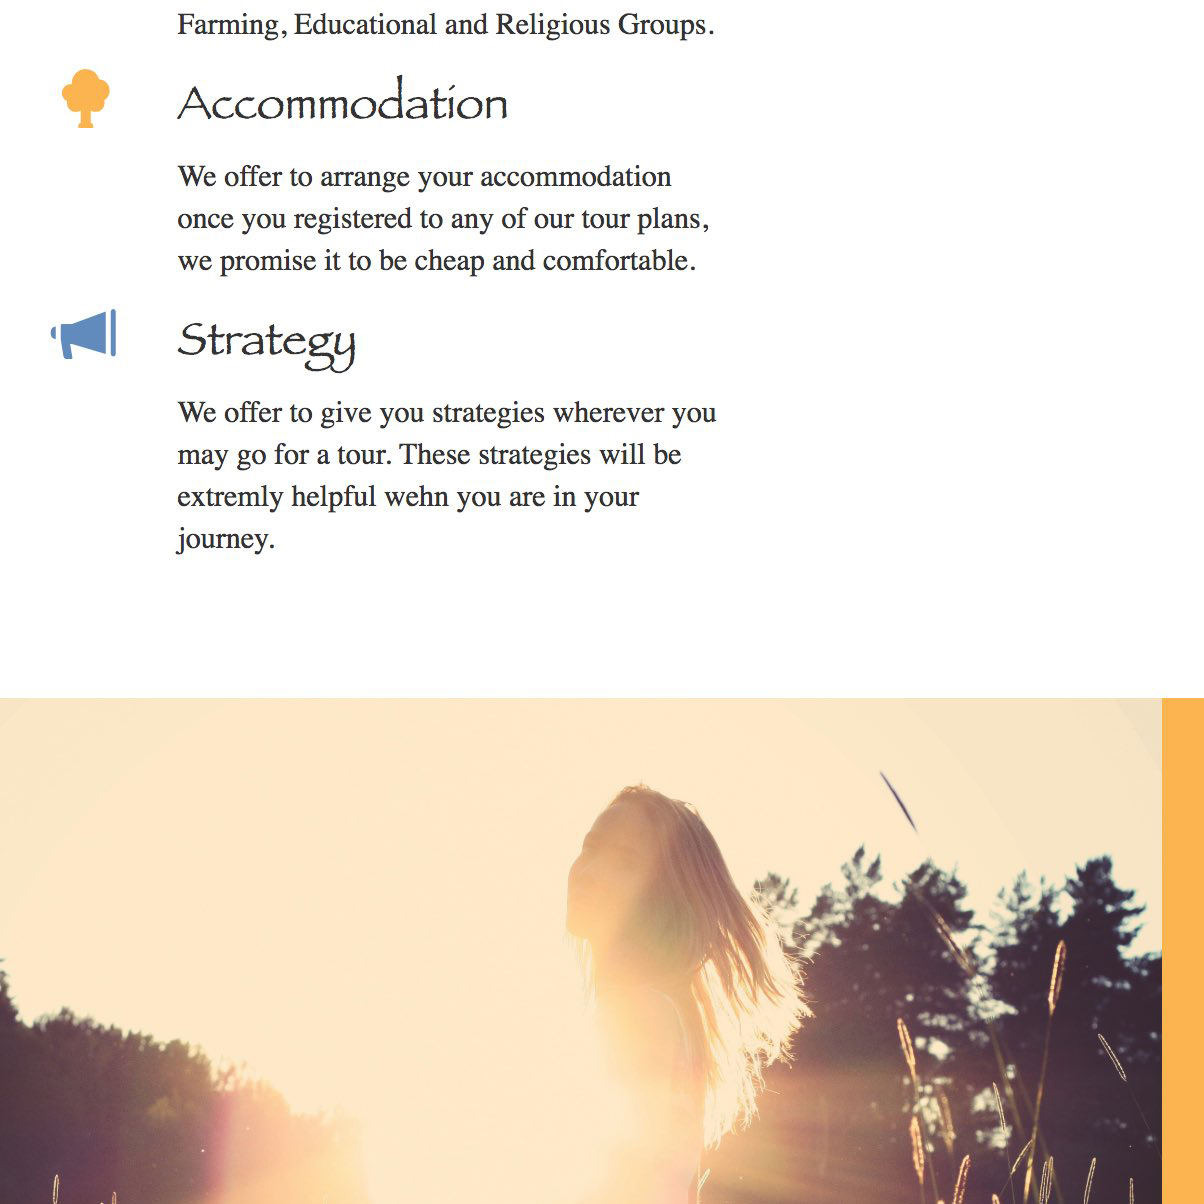 Farming, Educational and Religious Groups.
Accommodation
We offer to arrange your accommodation
once you registered to any of our tour plans,
we promise it to be cheap and comfortable.
Strategy
We offer to give you strategies wherever you
may go for a tour. These strategies will be
extremly helpful wehn you are in your
journey.